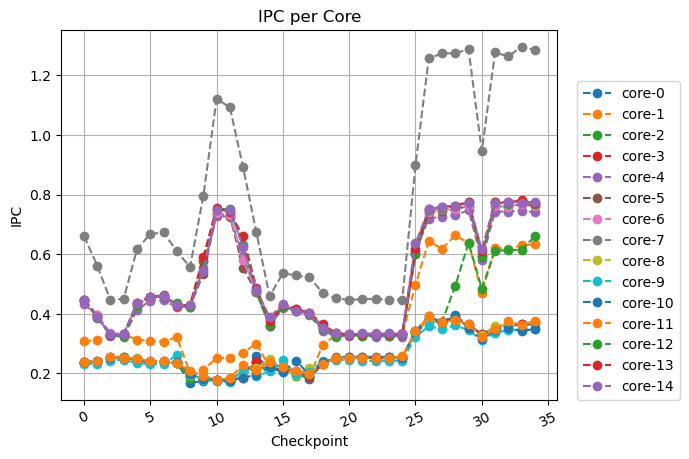 IPC per Core
IPC
1.2
1.0
0.8
0.6
0.4
0.2
0 5 10 15 20 25 30 35
Checkpoint
core-0
core-1
core-2
core-3
core-4
core-5
core-6
core-7
core-8
core-9
core-10
core-11
core-12
core-13
core-14